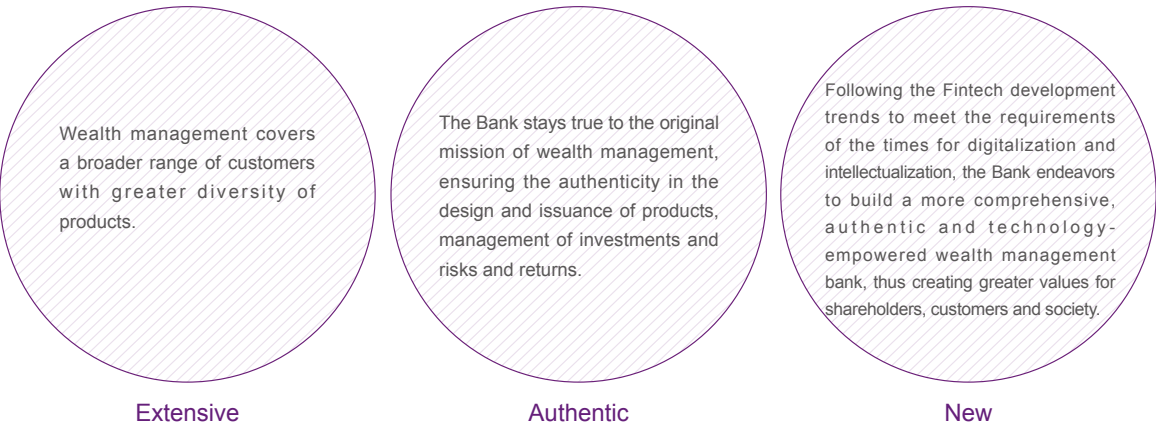 Wealth management covers
a broader range of customers
with greater diversity of
products.
Extensive
The Bank stays true to the original
mission of wealth management,
ensuring the authenticity in the
design and issuance of products,
management of investments and
risks and returns.
Authentic
Following the Fintech development
trends to meet the requirements
of the times for digitalization and
intellectualization, the Bank endeavors
to build a more comprehensive,
authentic and technology-
empowered wealth management
bank, thus creating greater values for
shareholders, customers and society.
New